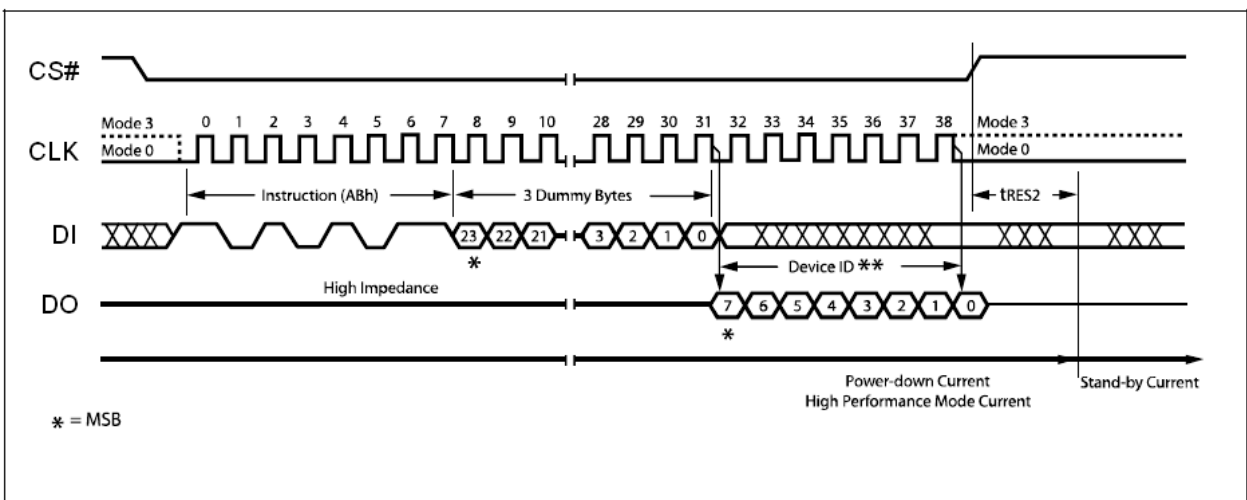 CS#
Mode 3 0 1 2 3 4 5 6 7 8 9 10 28 29 30 31 32 33 34 35 36 37 38 Mode 3
CLK Mode 0 Mode 0
Instruction (ABh) 3 Dummy Bytes tRES2
DI 23 22 21 3 2 1 0
* Device ID **
High Impedance
DO 7 6 5 4 3 2 1 0
*
Power-down Current Stand-by Current
High Performance Mode Current
* = MSB